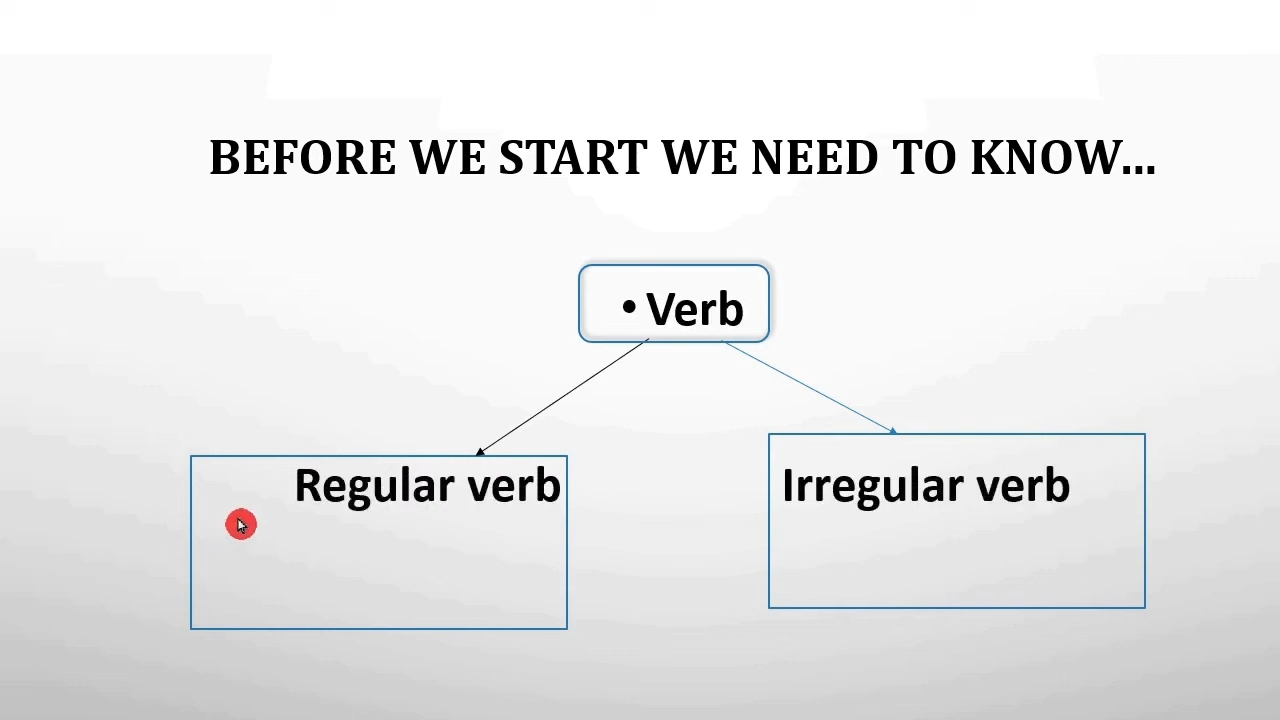 BEFORE WE START WE NEED TO KNOW...
• Verb
Regular verb
Irregular verb